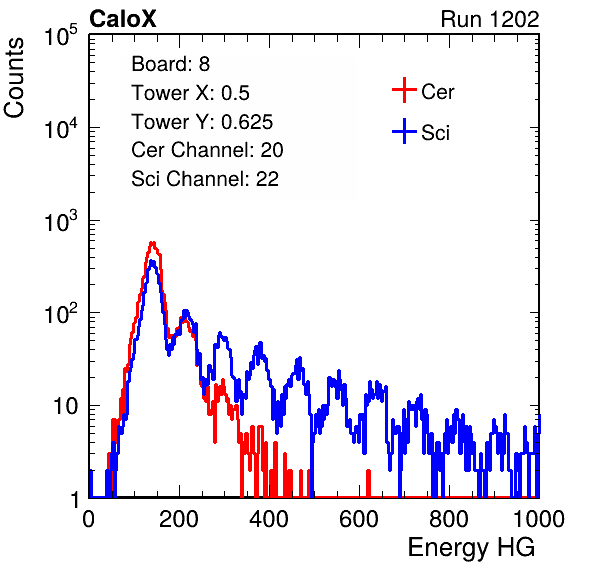 CaloX Run 1202
Counts
Board: 8
Tower X: 0.5
Tower Y: 0.625
Cer Channel: 20
Sci Channel: 22
Cer
Sci
10^5
10^4
10^3
10^2
10
1
0 200 400 600 800 1000
Energy HG